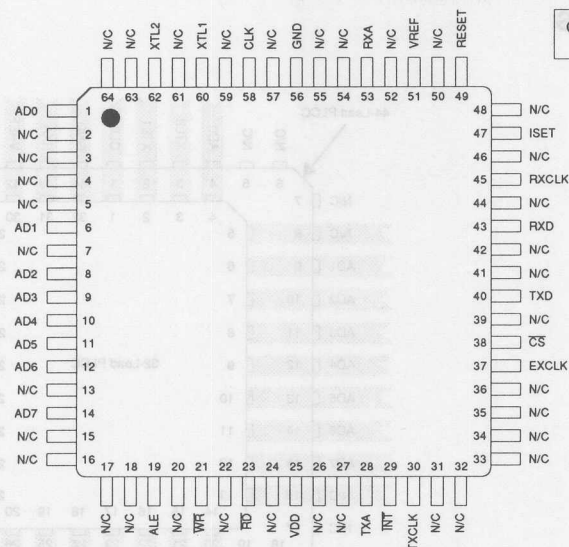 N/C N/C XTL2 N/C XTL1 N/C CLK N/C GND N/C N/C RXA N/C VREF N/C RESET
64 63 62 61 60 59 58 57 56 55 54 53 52 51 50 49
AD0 1 48 N/C
N/C 2 47 ISET
N/C 3 46 N/C
N/C 4 45 RXCLK
N/C 5 44 N/C
AD1 6 43 RXD
N/C 7 42 N/C
AD2 8 41 N/C
AD3 9 40 TXD
AD4 10 39 N/C
AD5 11 38 CS
AD6 12 37 EXCLK
N/C 13 36 N/C
AD7 14 35 N/C
N/C 15 34 N/C
N/C 16 33 N/C
17 18 19 20 21 22 23 24 25 26 27 28 29 30 31 32
N/C N/C ALE N/C WR N/C RD N/C VDD N/C N/C TXA INT TXCLK N/C N/C